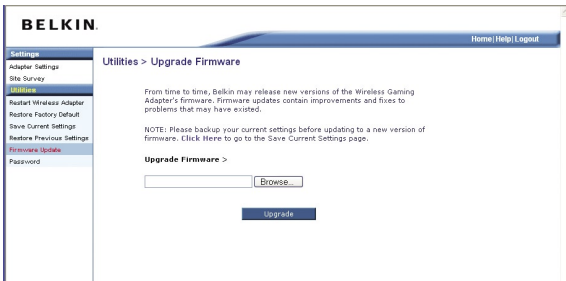 BELKIN.
Home| Help| Logout
Settings
Adapter Settings
Site Survey
Utilities
Restart Wireless Adapter
Restore Factory Default
Save Current Settings
Restore Previous Settings
Firmware Update
Password
Utilities > Upgrade Firmware
From time to time, Belkin may release new versions of the Wireless Gaming
Adapter's firmware. Firmware updates contain improvements and fixes to
problems that may have existed.
NOTE: Please backup your current settings before updating to a new version of
firmware. Click Here to go to the Save Current Settings page.
Upgrade Firmware >
Browse...
Upgrade